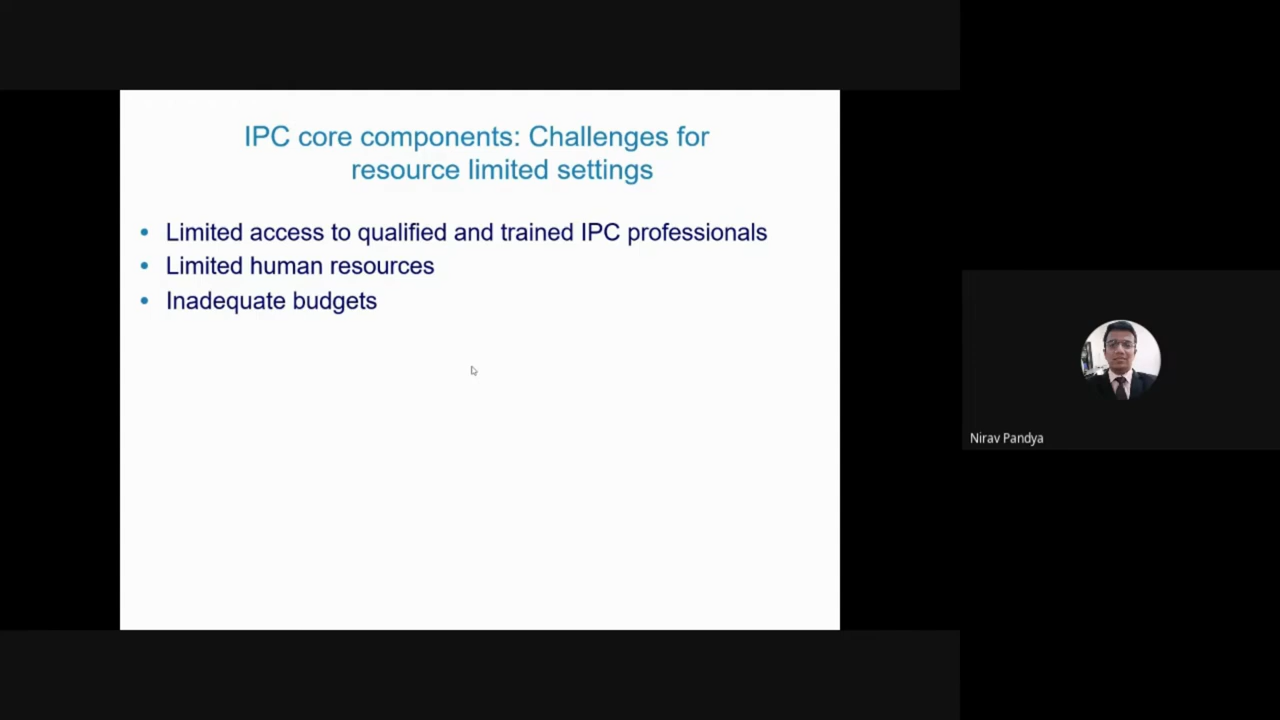 IPC core components: Challenges for
resource limited settings
• Limited access to qualified and trained IPC professionals
• Limited human resources
• Inadequate budgets
Nirav Pandya